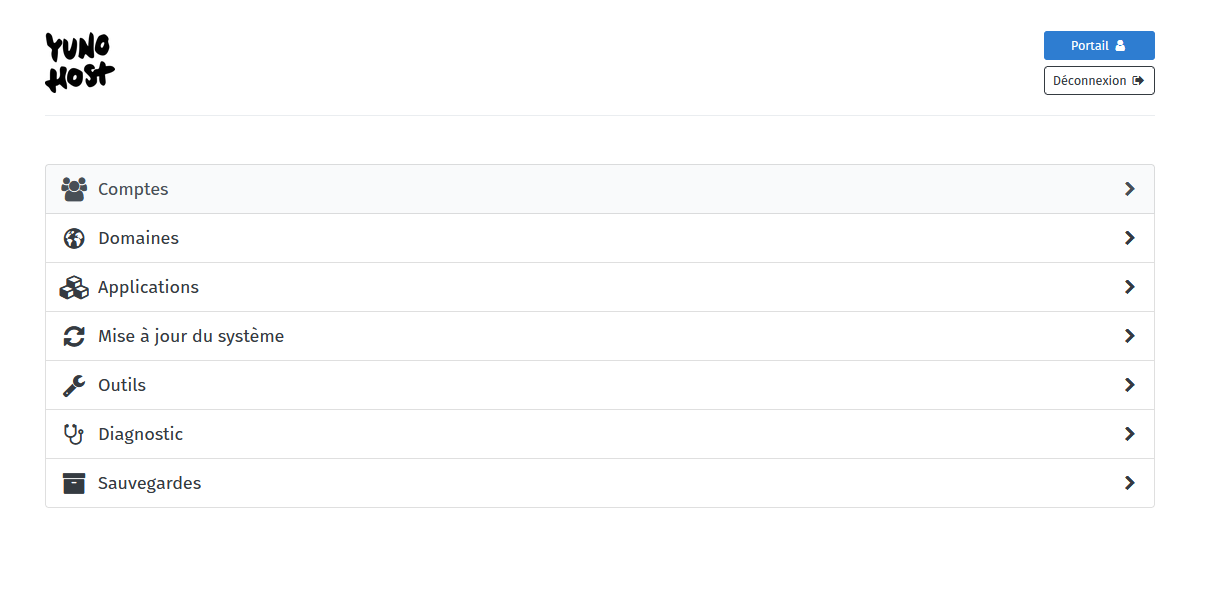 YUNO
HOST
Portail
Déconnexion
Comptes
Domaines
Applications
Mise à jour du système
Outils
Diagnostic
Sauvegardes